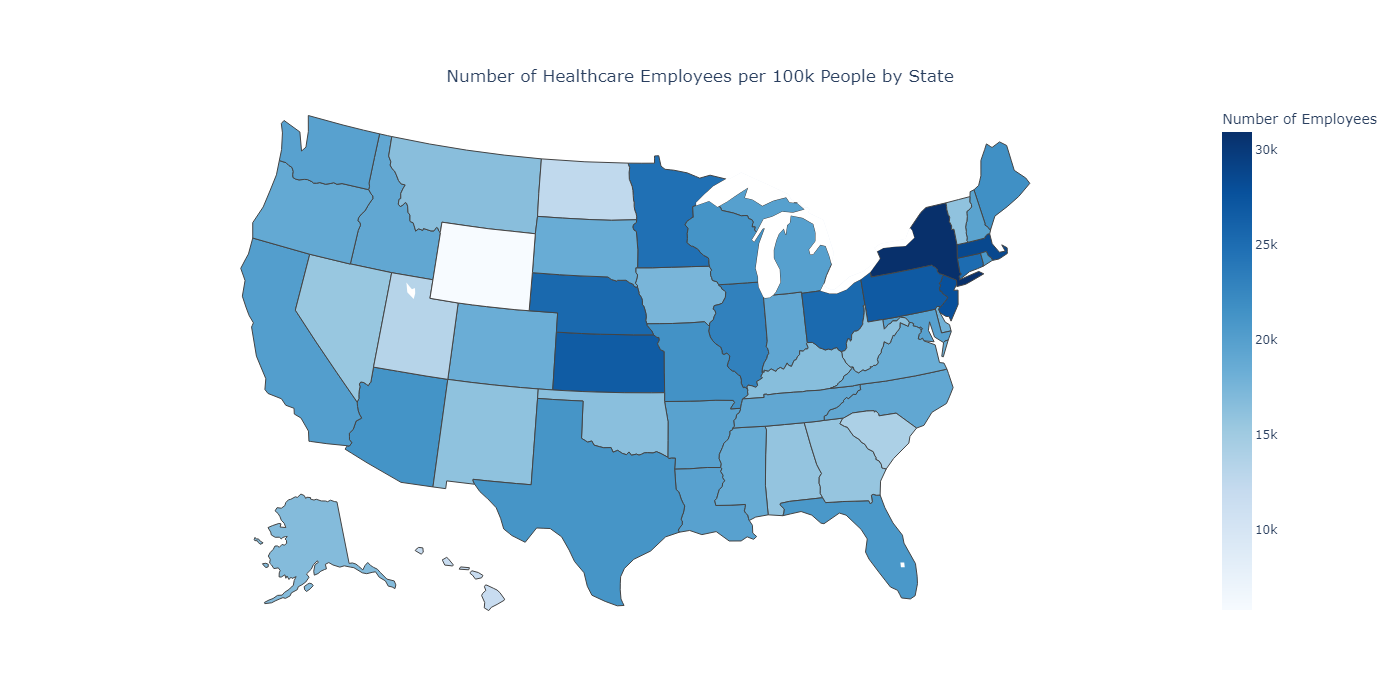 Number of Healthcare Employees per 100k People by State
Number of Employees
30k
25k
20k
15k
10k